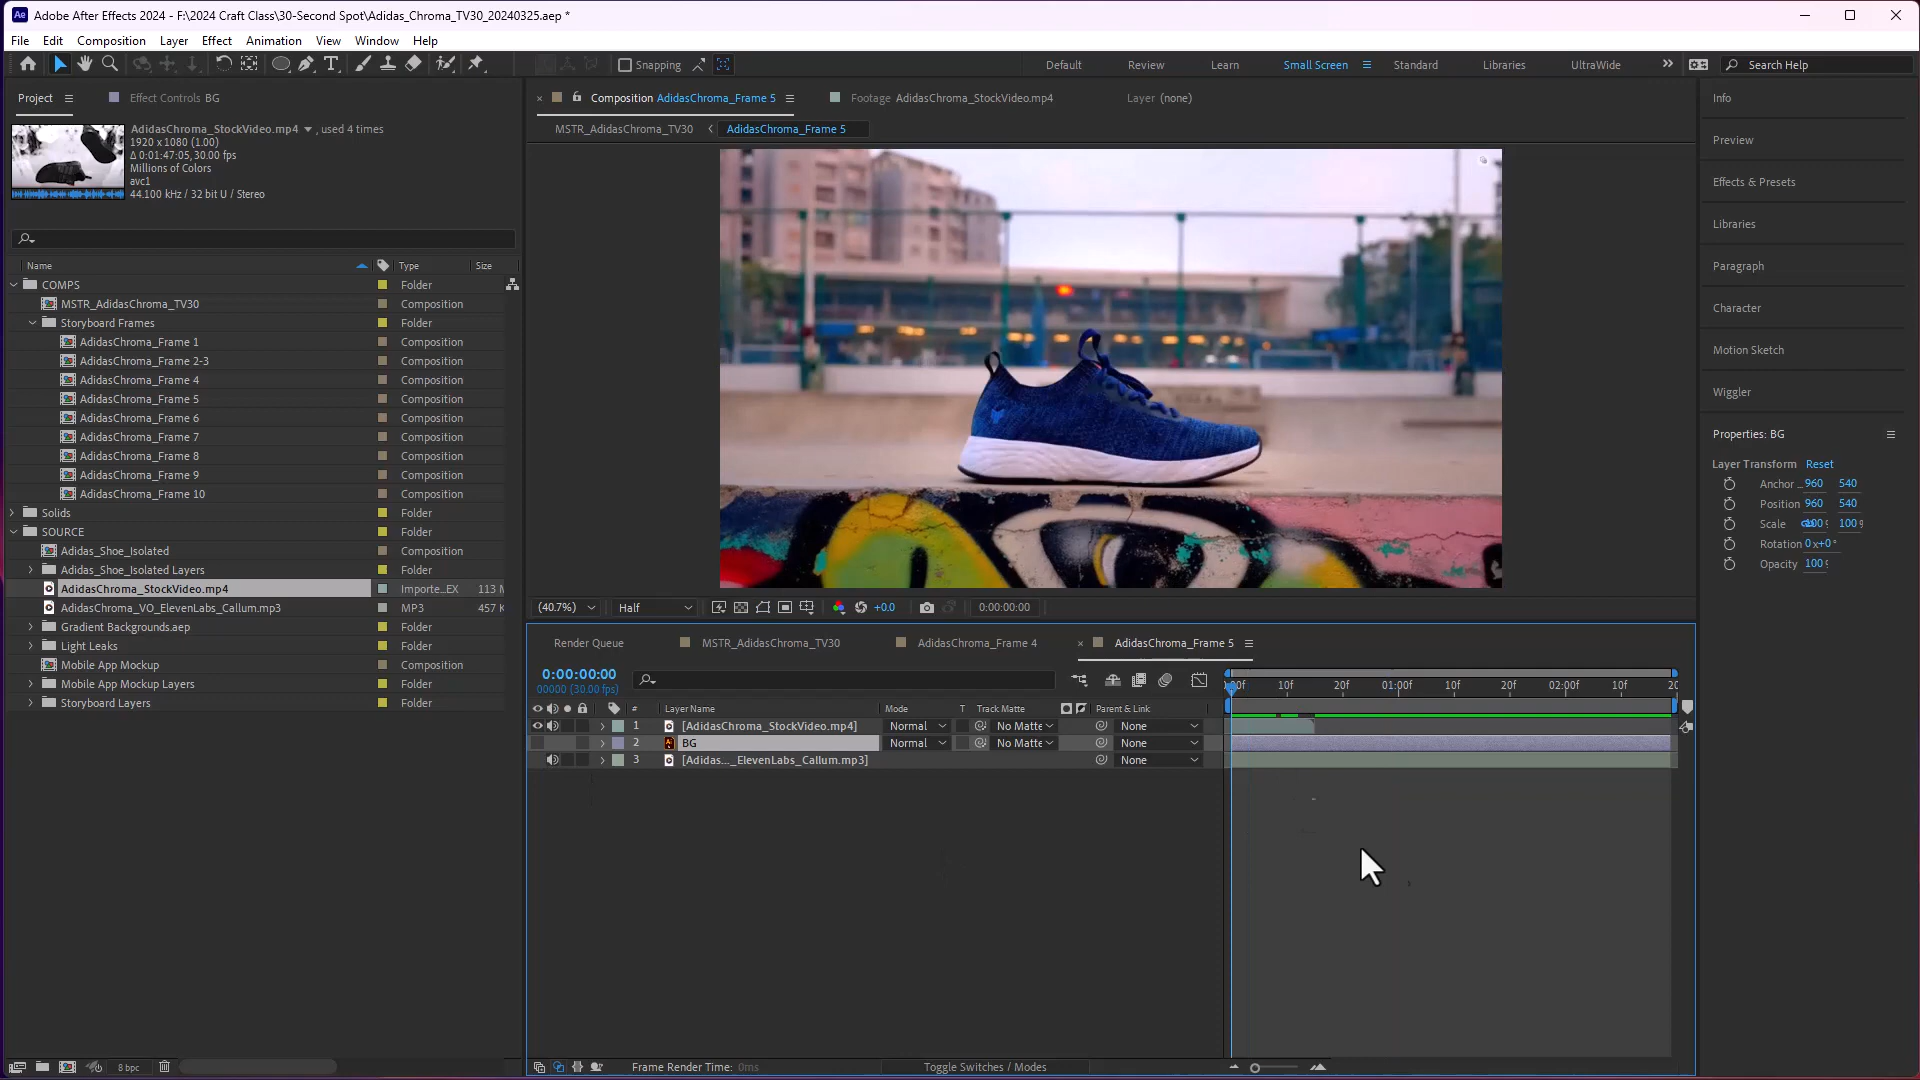 Adobe After Effects 2024 - F:\2024 Craft Class\30-Second Spot\Adidas_Chroma_TV30_20240325.aep *
File Edit Composition Layer Effect Animation View Window Help
Snapping Default Review Learn Small Screen Standard Libraries UltraWide Search Help
Project Effect Controls BG
AdidasChroma_StockVideo.mp4 , used 4 times
1920 x 1080 (1.00)
Δ 0:01:47:05, 30.00 fps
Millions of Colors
avc1
44.100 kHz / 32 bit U / Stereo
Name Type Size
COMPS Folder
MSTR_AdidasChroma_TV30 Composition
Storyboard Frames Folder
AdidasChroma_Frame 1 Composition
AdidasChroma_Frame 2-3 Composition
AdidasChroma_Frame 4 Composition
AdidasChroma_Frame 5 Composition
AdidasChroma_Frame 6 Composition
AdidasChroma_Frame 7 Composition
AdidasChroma_Frame 8 Composition
AdidasChroma_Frame 9 Composition
AdidasChroma_Frame 10 Composition
Solids Folder
SOURCE Folder
Adidas_Shoe_Isolated Composition
Adidas_Shoe_Isolated Layers Folder
AdidasChroma_StockVideo.mp4 Importe...EX 113 M
AdidasChroma_VO_ElevenLabs_Callum.mp3 MP3 457 K
Gradient Backgrounds.aep Folder
Light Leaks Folder
Mobile App Mockup Composition
Mobile App Mockup Layers Folder
Storyboard Layers Folder
8 bpc
Composition AdidasChroma_Frame 5 Footage AdidasChroma_StockVideo.mp4 Layer (none)
MSTR_AdidasChroma_TV30 AdidasChroma_Frame 5
(40.7%) Half +0.0 0:00:00:00
Render Queue MSTR_AdidasChroma_TV30 AdidasChroma_Frame 4 AdidasChroma_Frame 5
0:00:00:00
00000 (30.00 fps)
:00f 10f 20f 01:00f 10f 20f 02:00f 10f 20
# Layer Name Mode T Track Matte Parent & Link
1 [AdidasChroma_StockVideo.mp4] Normal No Matte None
2 BG Normal No Matte None
3 [Adidas..._ElevenLabs_Callum.mp3] None
Frame Render Time: 0ms Toggle Switches / Modes
Info
Preview
Effects & Presets
Libraries
Paragraph
Character
Motion Sketch
Wiggler
Properties: BG
Layer Transform Reset
Anchor ... 960 540
Position 960 540
Scale 100 100
Rotation 0x+0°
Opacity 100